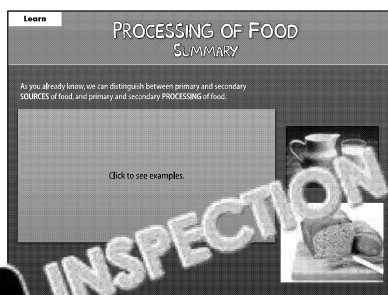 Learn
PROCESSING OF FOOD
SUMMARY
As you already know, we can distinguish between primary and secondary
SOURCES of food, and primary and secondary PROCESSING of food.
Click to see examples.
INSPECTION